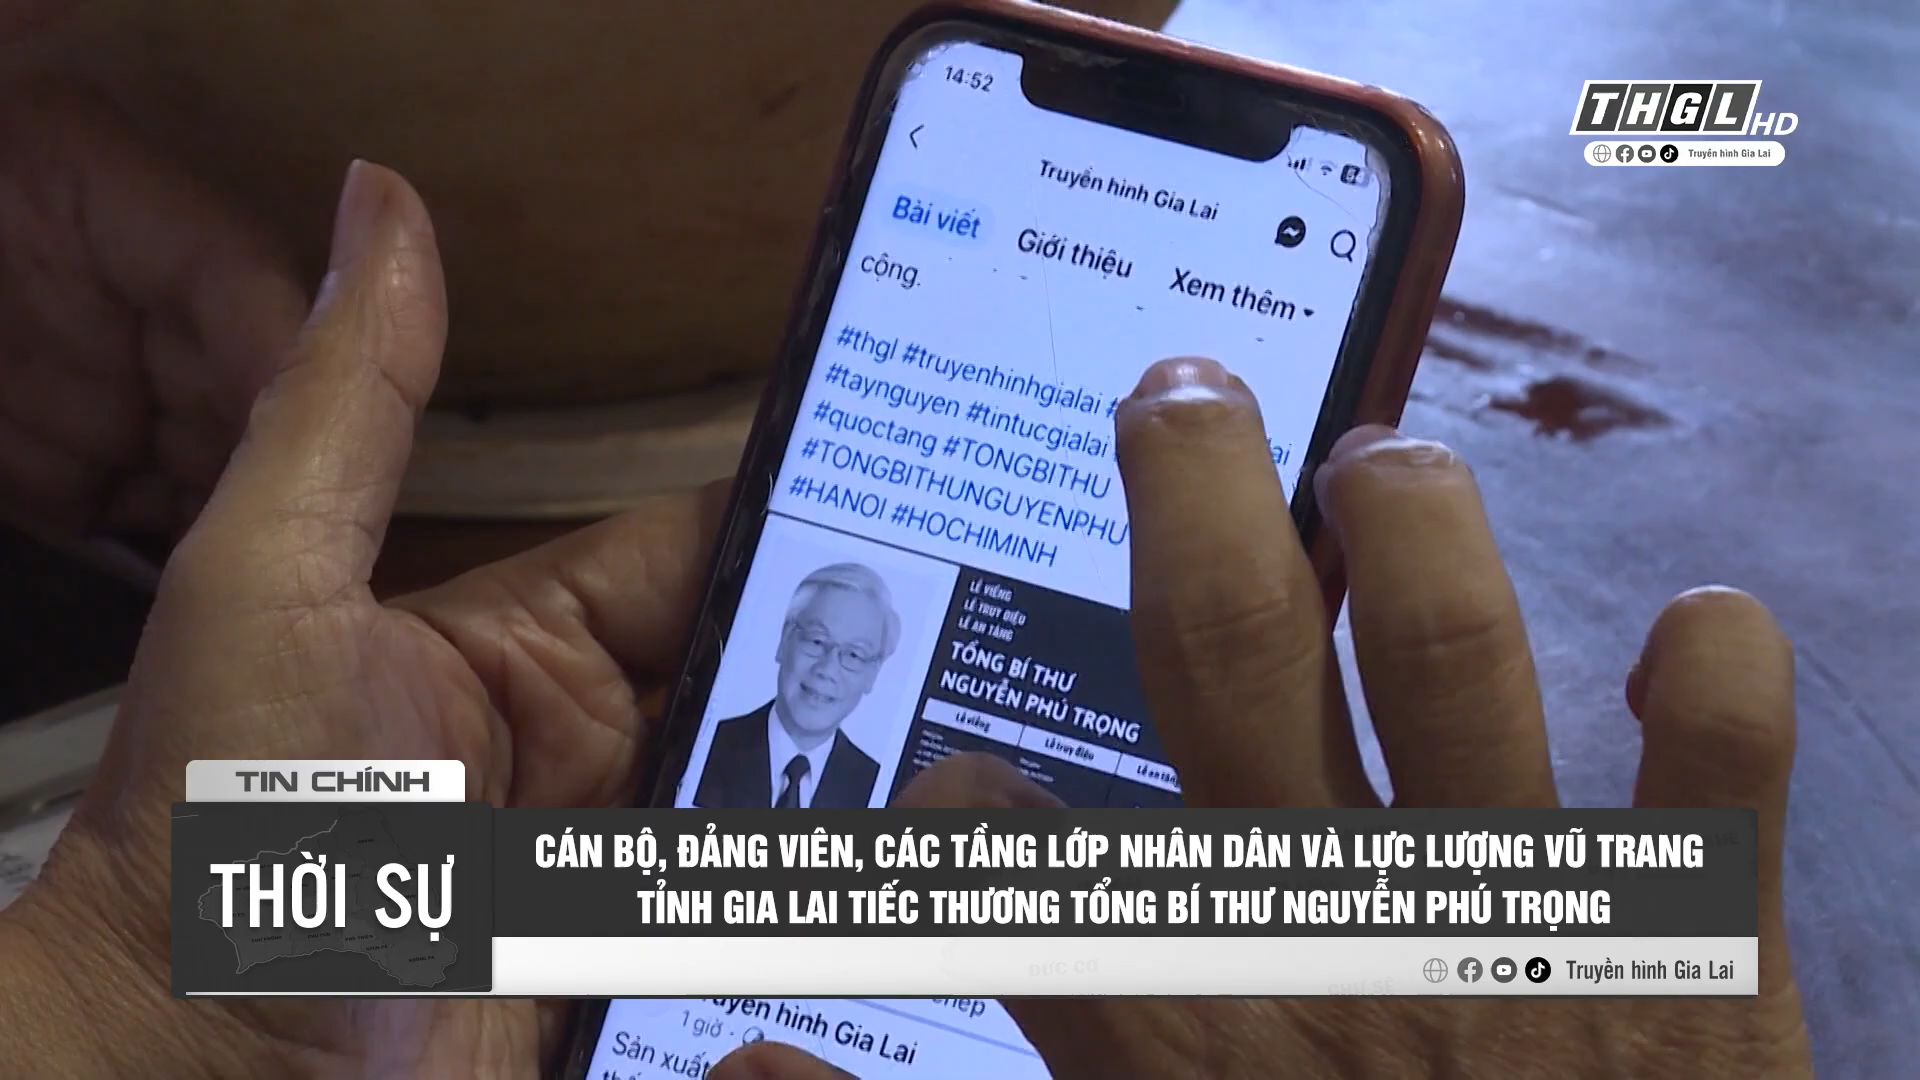 14:52
THGL HD
Truyền hình Gia Lai
Truyền hình Gia Lai
Bài viết
Giới thiệu
Xem thêm
cộng.
#thgl #truyenhinhgialai
#taynguyen #tintucgialai
#quoctang #TONGBITHU
#TONGBITHUNGUYENPHU
#HANOI #HOCHIMINH
LỄ VIẾNG
LỄ TRUY ĐIỆU
LỄ AN TÁNG
TỔNG BÍ THƯ
NGUYỄN PHÚ TRỌNG
Lễ viếng
Lễ truy điệu
Lễ an táng
TIN CHÍNH
THỜI SỰ
CÁN BỘ, ĐẢNG VIÊN, CÁC TẦNG LỚP NHÂN DÂN VÀ LỰC LƯỢNG VŨ TRANG
TỈNH GIA LAI TIẾC THƯƠNG TỔNG BÍ THƯ NGUYỄN PHÚ TRỌNG
ĐỨC CƠ
CHƯ SÊ
Truyền hình Gia Lai
hình Gia Lai
1 giờ
Sản xuất